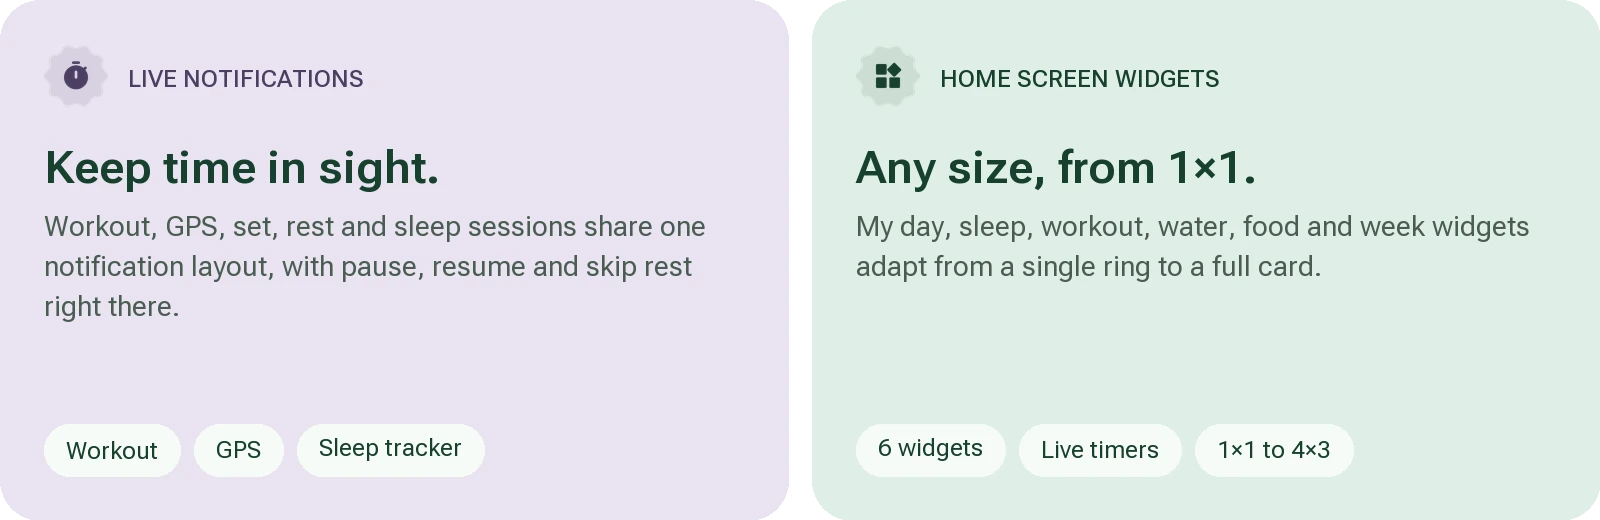 LIVE NOTIFICATIONS
Keep time in sight.
Workout, GPS, set, rest and sleep sessions share one
notification layout, with pause, resume and skip rest
right there.
Workout
GPS
Sleep tracker
HOME SCREEN WIDGETS
Any size, from 1×1.
My day, sleep, workout, water, food and week widgets
adapt from a single ring to a full card.
6 widgets
Live timers
1×1 to 4×3